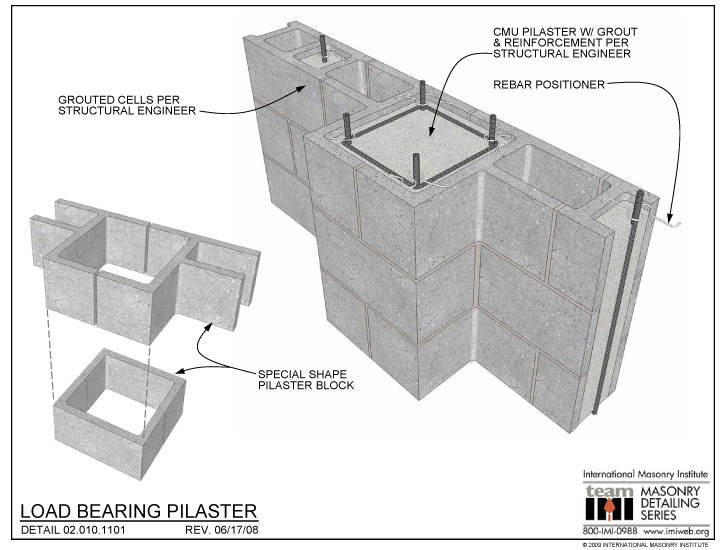 CMU PILASTER W/ GROUT
& REINFORCEMENT PER
STRUCTURAL ENGINEER
REBAR POSITIONER
GROUTED CELLS PER
STRUCTURAL ENGINEER
SPECIAL SHAPE
PILASTER BLOCK
LOAD BEARING PILASTER
DETAIL 02.010.1101 REV. 06/17/08
International Masonry Institute
team
MASONRY
DETAILING
SERIES
800-IMI-0988 www.imiweb.org
© 2009 INTERNATIONAL MASONRY INSTITUTE